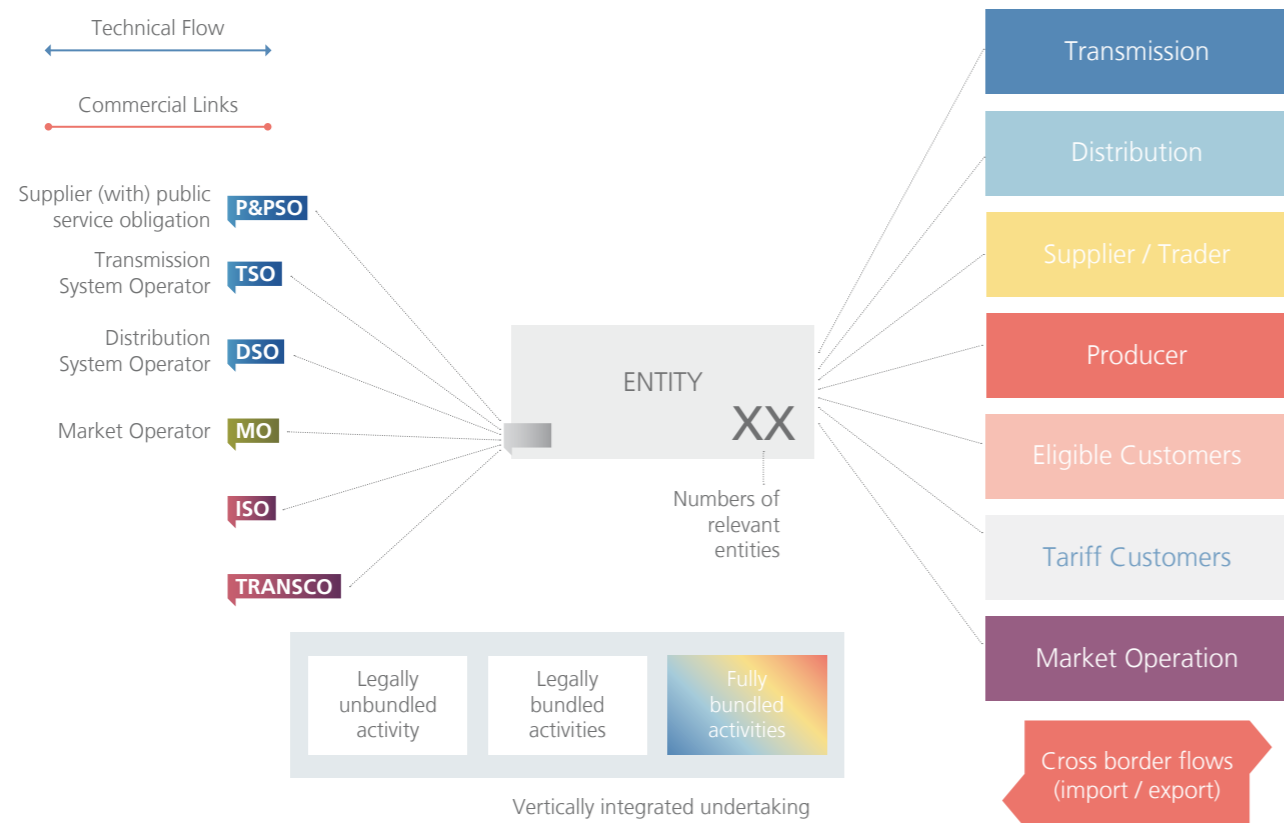 Technical Flow
Commercial Links
Supplier (with) public
service obligation
P&PSO
Transmission
System Operator
TSO
Distribution
System Operator
DSO
Market Operator
MO
ISO
TRANSCO
ENTITY
XX
Numbers of
relevant
entities
Transmission
Distribution
Supplier / Trader
Producer
Eligible Customers
Tariff Customers
Market Operation
Cross border flows
(import / export)
Legally
unbundled
activity
Legally
bundled
activities
Fully
bundled
activities
Vertically integrated undertaking